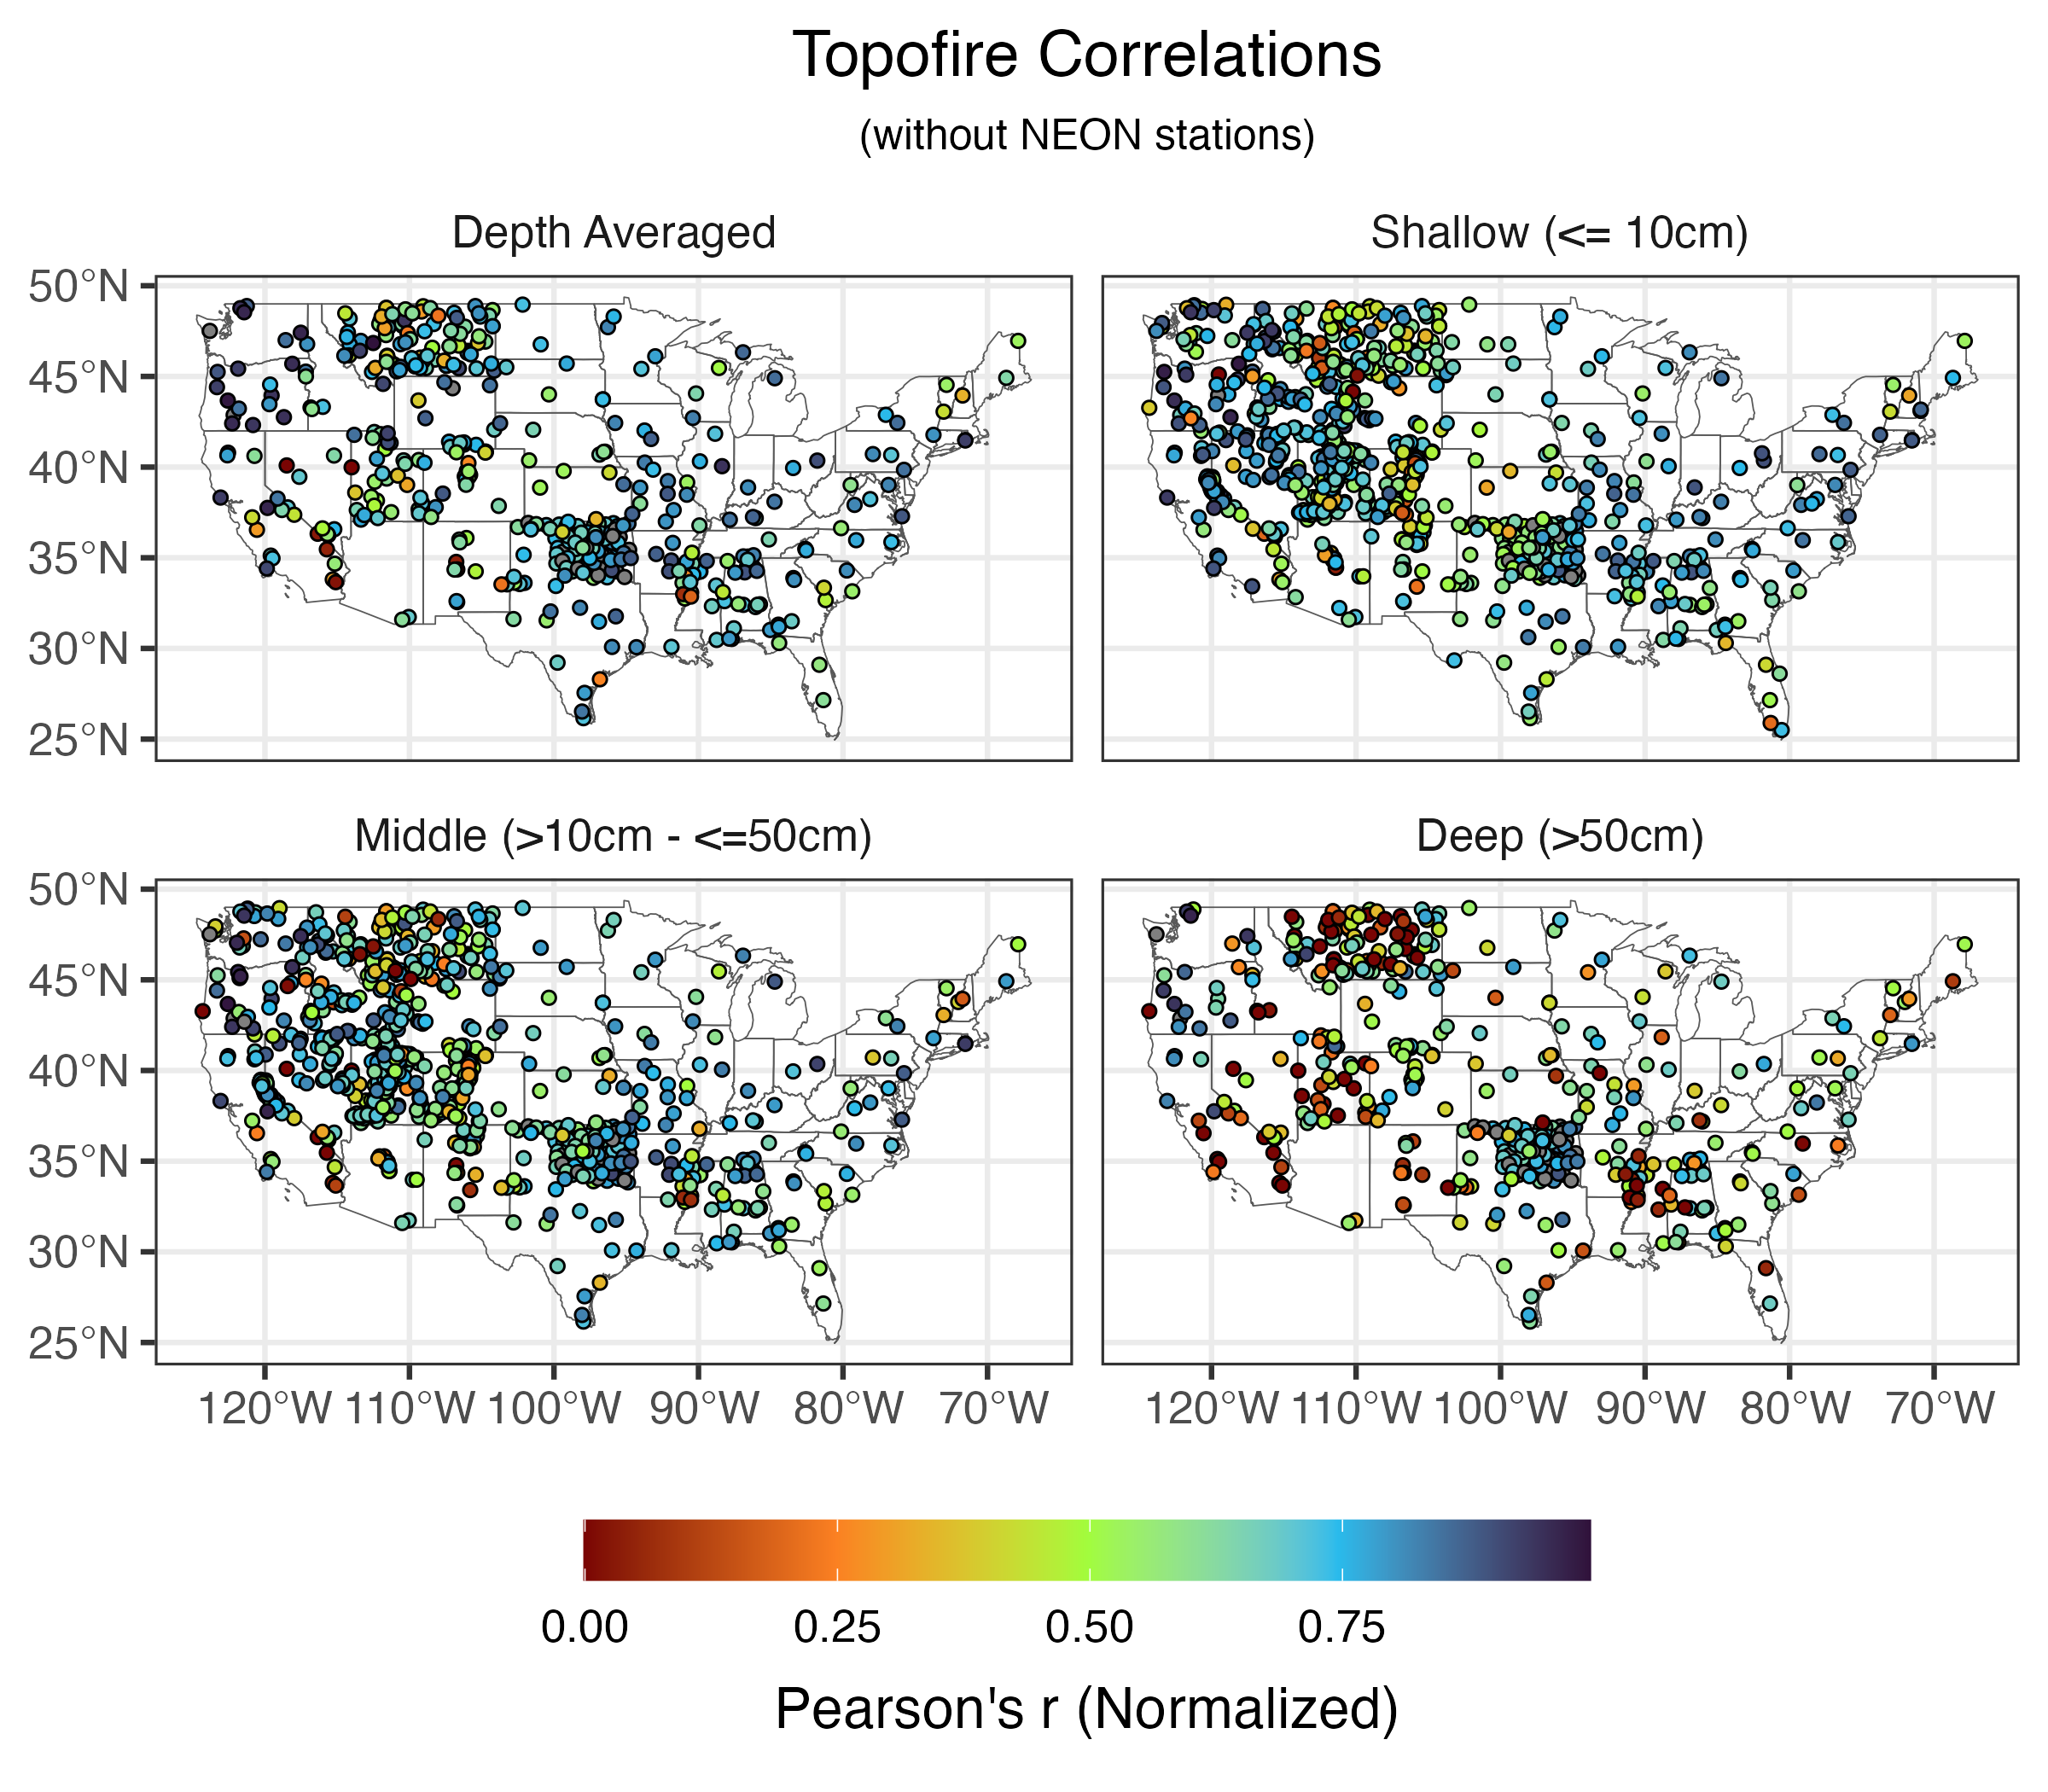 Topofire Correlations
(without NEON stations)
Depth Averaged
Shallow (<= 10cm)
50°N
45°N
40°N
35°N
30°N
25°N
Middle (>10cm - <=50cm)
Deep (>50cm)
50°N
45°N
40°N
35°N
30°N
25°N
120°W 110°W 100°W 90°W 80°W 70°W
120°W 110°W 100°W 90°W 80°W 70°W
0.00 0.25 0.50 0.75
Pearson's r (Normalized)